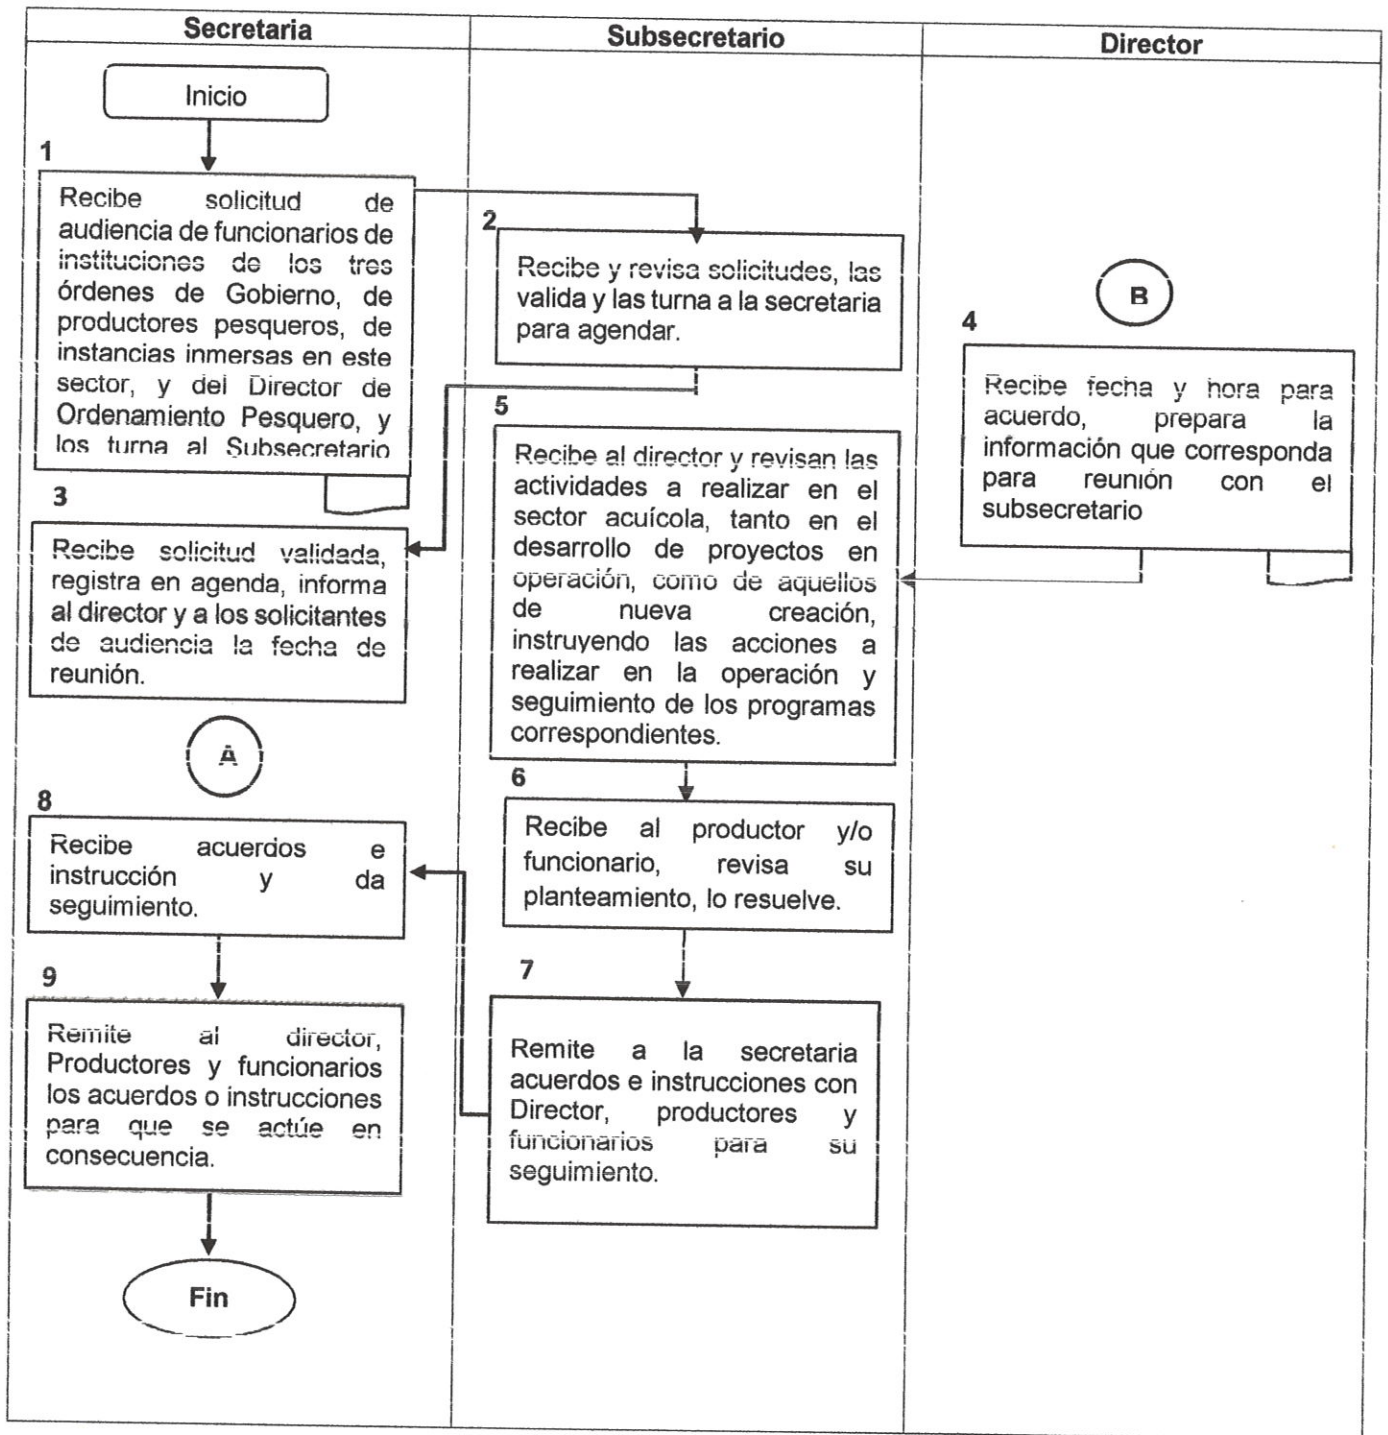 Secretaria
Subsecretario
Director
Inicio
1
Recibe solicitud de
audiencia de funcionarios de
instituciones de los tres
órdenes de Gobierno, de
productores pesqueros, de
instancias inmersas en este
sector, y del Director de
Ordenamiento Pesquero, y
los turna al Subsecretario
2
Recibe y revisa solicitudes, las
valida y las turna a la secretaria
para agendar.
3
Recibe solicitud validada,
registra en agenda, informa
al director y a los solicitantes
de audiencia la fecha de
reunión.
A
B
4
Recibe fecha y hora para
acuerdo, prepara la
información que corresponda
para reunión con el
subsecretario
5
Recibe al director y revisan las
actividades a realizar en el
sector acuícola, tanto en el
desarrollo de proyectos en
operación, como de aquellos
de nueva creación,
instruyendo las acciones a
realizar en la operación y
seguimiento de los programas
correspondientes.
6
Recibe al productor y/o
funcionario, revisa su
planteamiento, lo resuelve.
7
Remite a la secretaria
acuerdos e instrucciones con
Director, productores y
funcionarios para su
seguimiento.
8
Recibe acuerdos e
instrucción y da
seguimiento.
9
Remite al director,
Productores y funcionarios
los acuerdos o instrucciones
para que se actúe en
consecuencia.
Fin